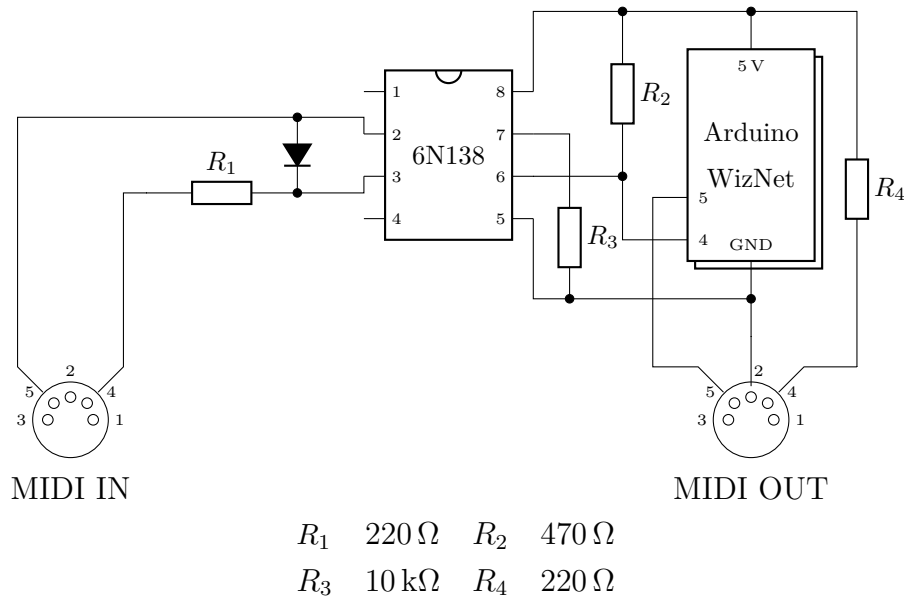 5 V
1
8
R2
2
7
Arduino
6N138
R1
WizNet
3
6
R4
5
4
5
R3
4
GND
2
2
5
4
5
4
3
1
3
1
MIDI IN
MIDI OUT
R1 220 Ω R2 470 Ω
R3 10 kΩ R4 220 Ω